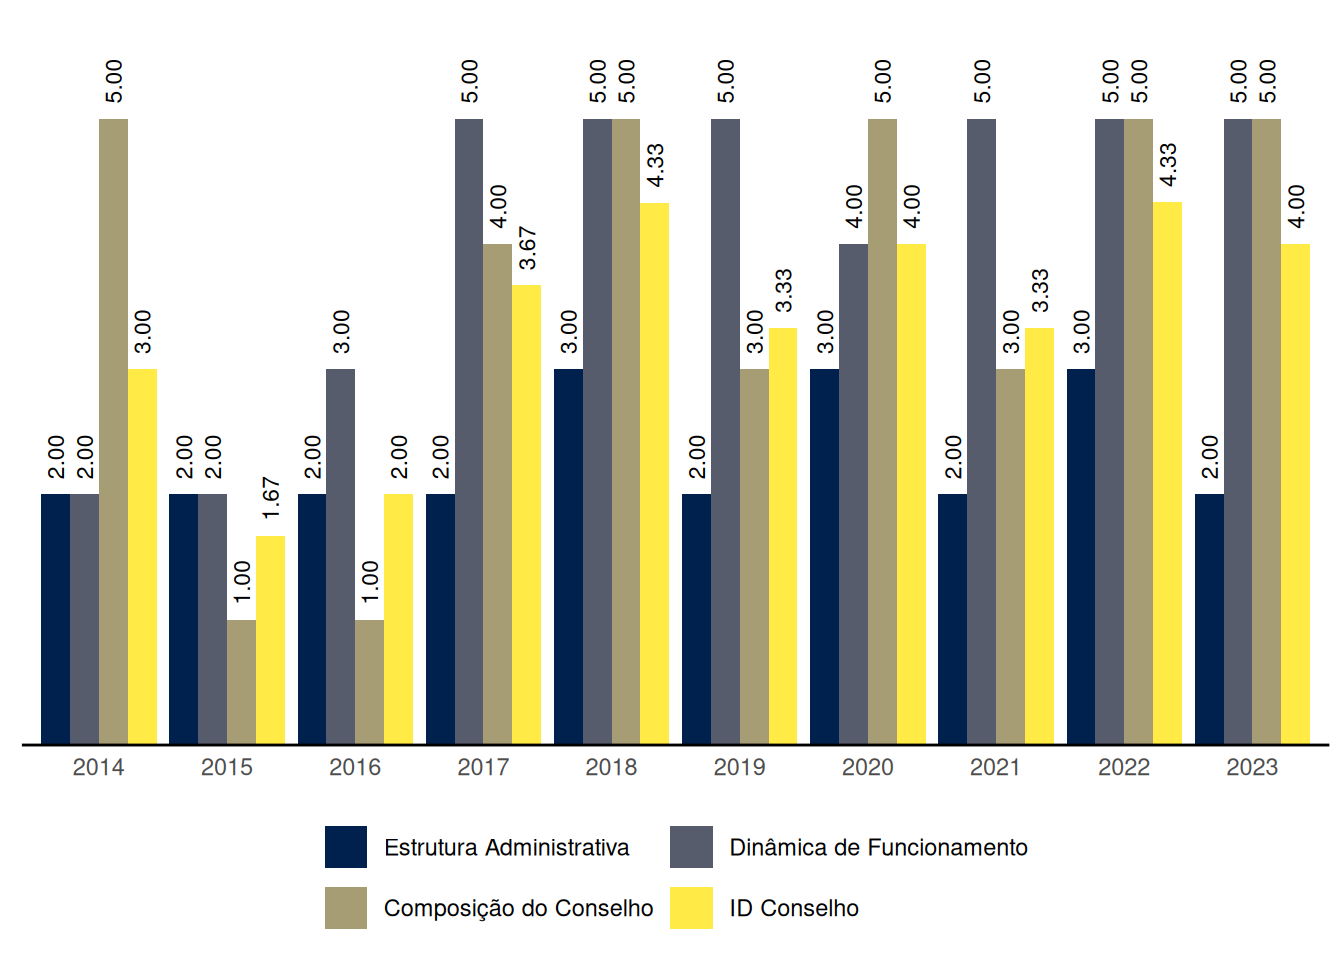 2.00 2.00 5.00 3.00
2.00 2.00 1.00 1.67
2.00 3.00 1.00 2.00
2.00 5.00 4.00 3.67
3.00 5.00 5.00 4.33
2.00 5.00 3.00 3.33
3.00 4.00 5.00 4.00
2.00 5.00 3.00 3.33
3.00 5.00 5.00 4.33
2.00 5.00 5.00 4.00
2014 2015 2016 2017 2018 2019 2020 2021 2022 2023
Estrutura Administrativa Dinâmica de Funcionamento
Composição do Conselho ID Conselho